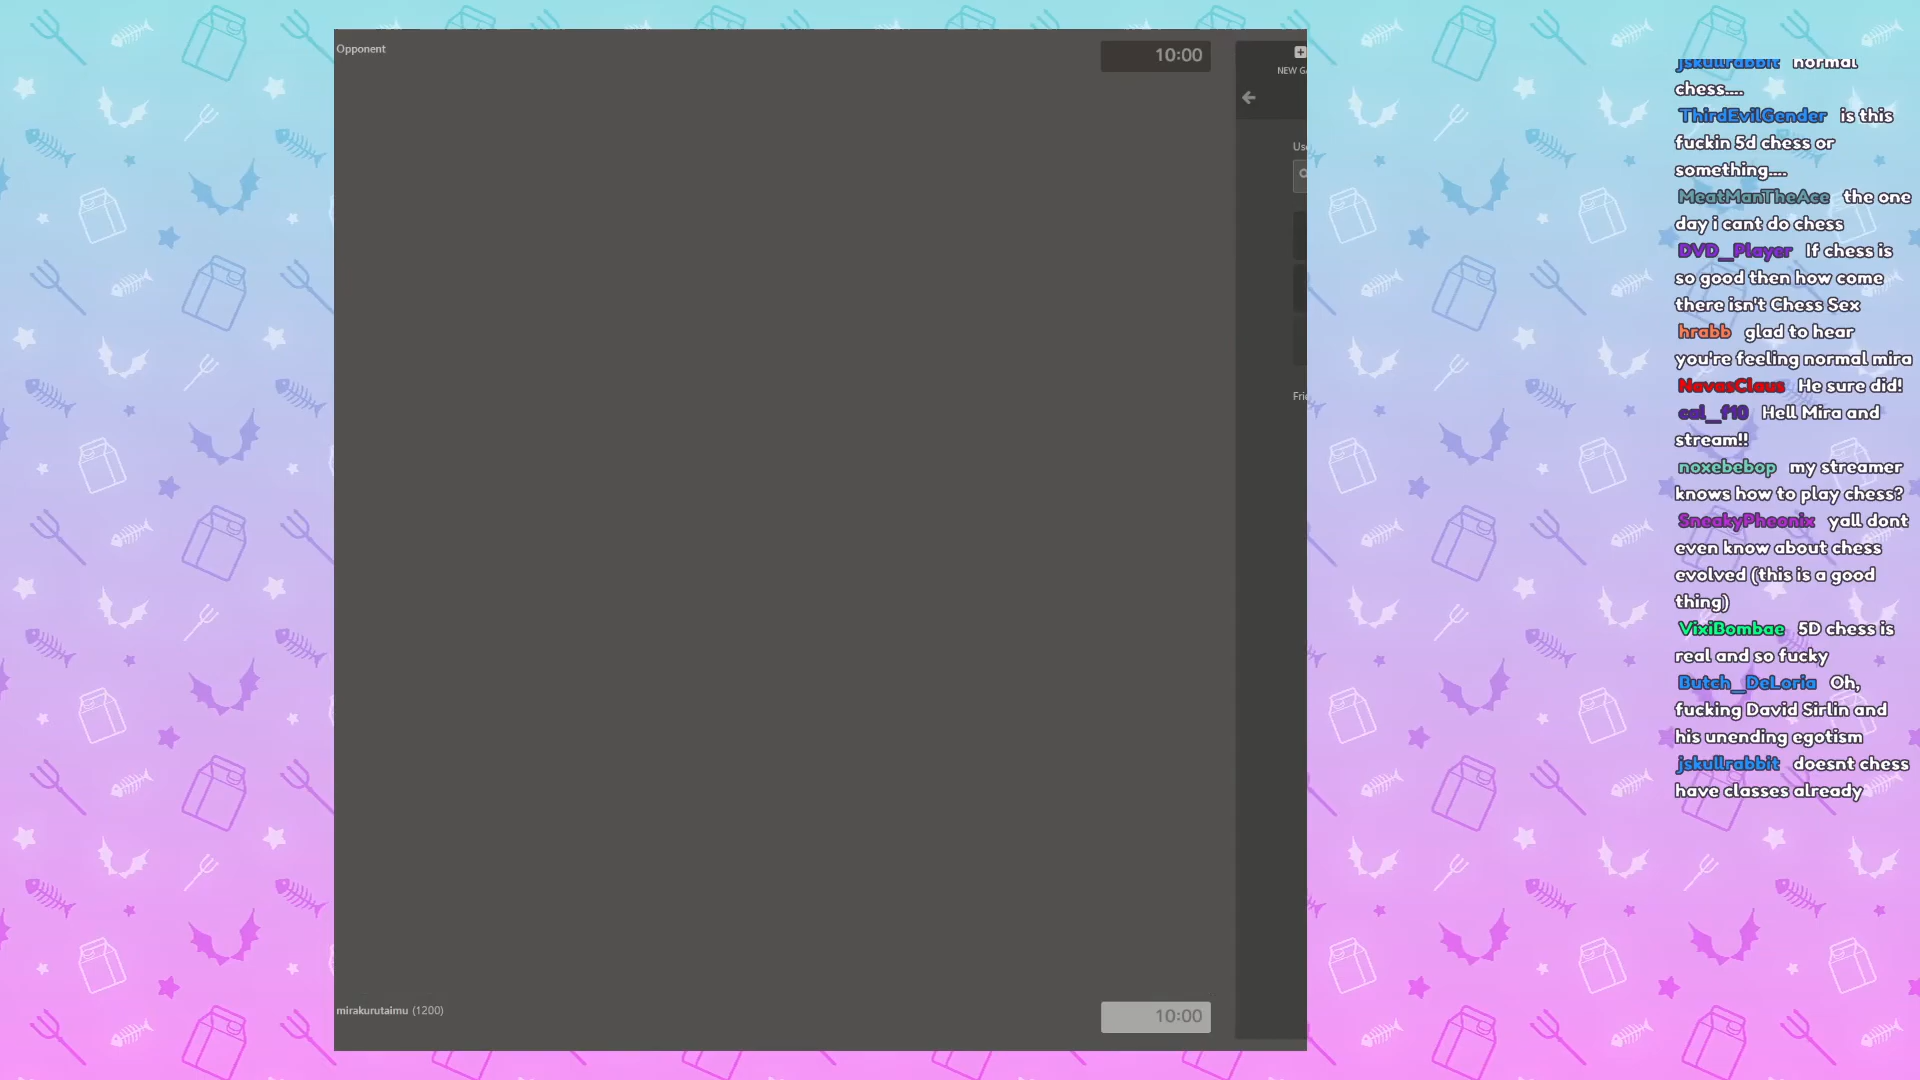 Opponent
10:00
NEW G
Use
Frie
mirakurutaimu (1200)
10:00
jskullrabbit normal
chess....
ThirdEvilGender is this
fuckin 5d chess or
something....
MeatManTheAce the one
day i cant do chess
DVD_Player If chess is
so good then how come
there isn't Chess Sex
hrabb glad to hear
you're feeling normal mira
NavasClaus He sure did!
cal_f10 Hell Mira and
stream!!
noxebebop my streamer
knows how to play chess?
SneakyPheonix yall dont
even know about chess
evolved (this is a good
thing)
VixiBombae 5D chess is
real and so fucky
Butch_DeLoria Oh,
fucking David Sirlin and
his unending egotism
jskullrabbit doesnt chess
have classes already